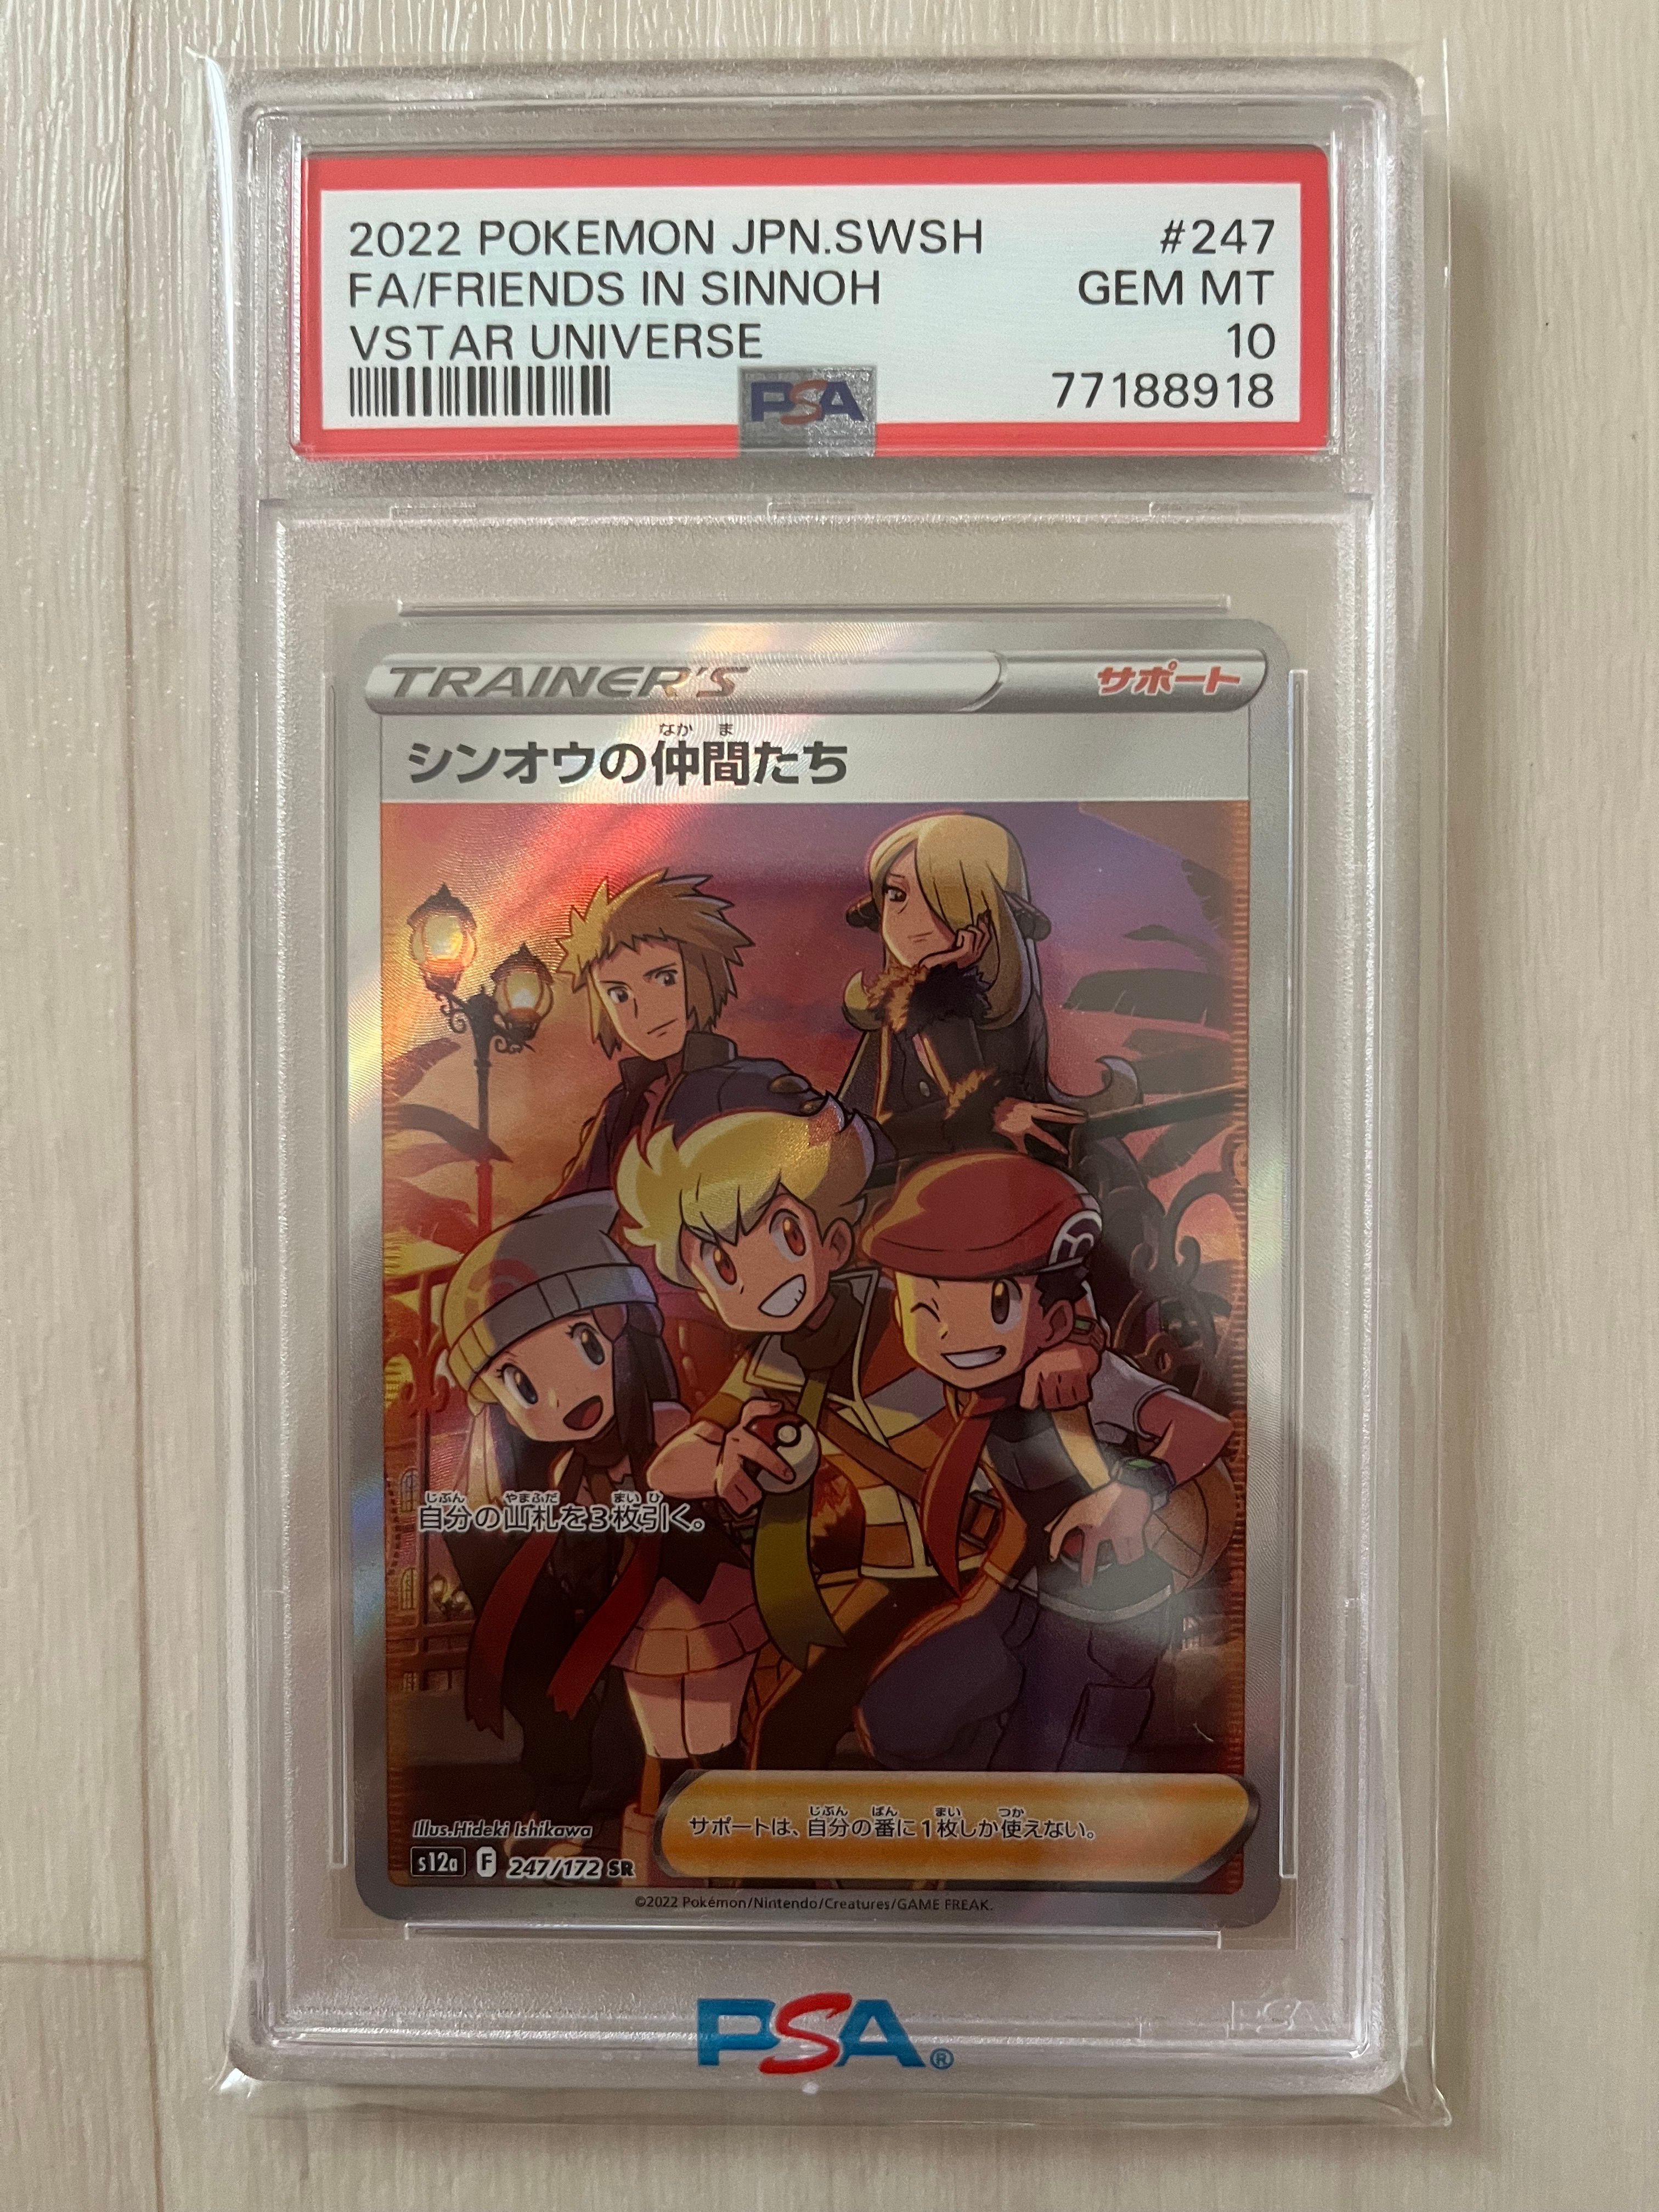 2022 POKEMON JPN.SWSH #247
FA/FRIENDS IN SINNOH GEM MT
VSTAR UNIVERSE 10
77188918
PSA
TRAINER'S サポート
なかま
シンオウの仲間たち
じぶん やまふだ まい ひ
自分の山札を3枚引く。
Illus.Hideki Ishikawa
じぶん ばん まい つか
サポートは、自分の番に1枚しか使えない。
s12a F 247/172 SR
©2022 Pokémon/Nintendo/Creatures/GAME FREAK.
PSA
PSA®